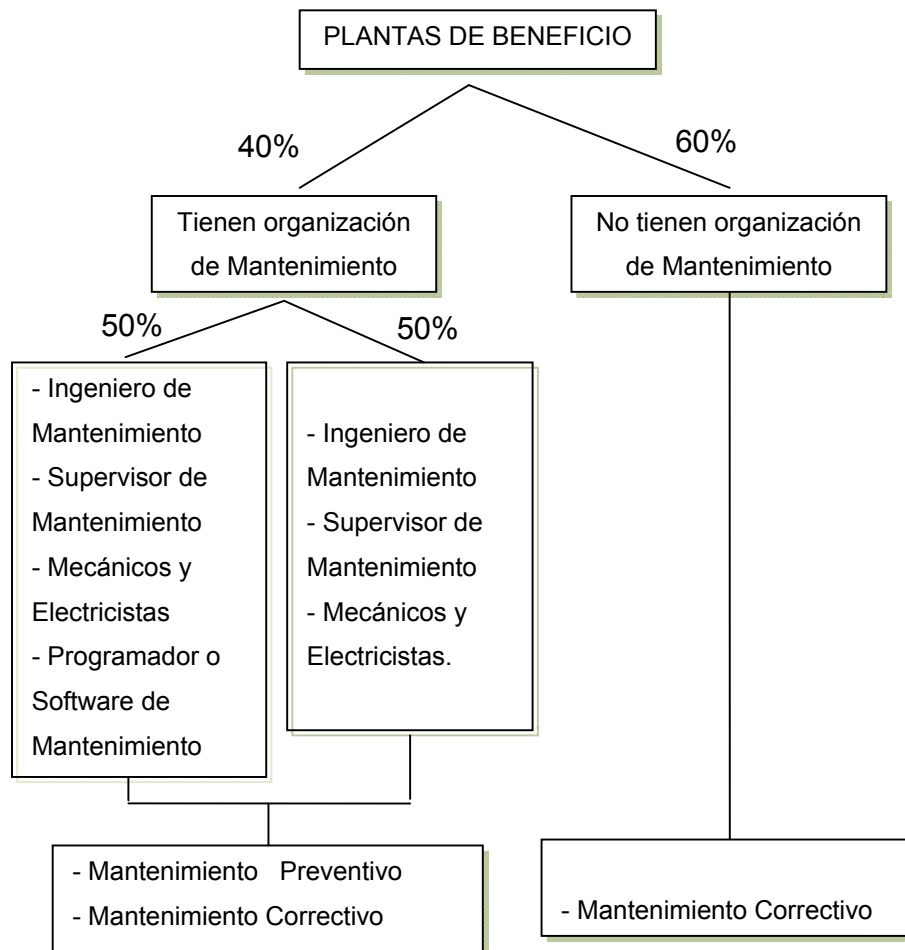 PLANTAS DE BENEFICIO
40%
60%
Tienen organización
de Mantenimiento
No tienen organización
de Mantenimiento
50%
50%
- Ingeniero de
Mantenimiento
- Supervisor de
Mantenimiento
- Mecánicos y
Electricistas
- Programador o
Software de
Mantenimiento
- Ingeniero de
Mantenimiento
- Supervisor de
Mantenimiento
- Mecánicos y
Electricistas.
- Mantenimiento Preventivo
- Mantenimiento Correctivo
- Mantenimiento Correctivo